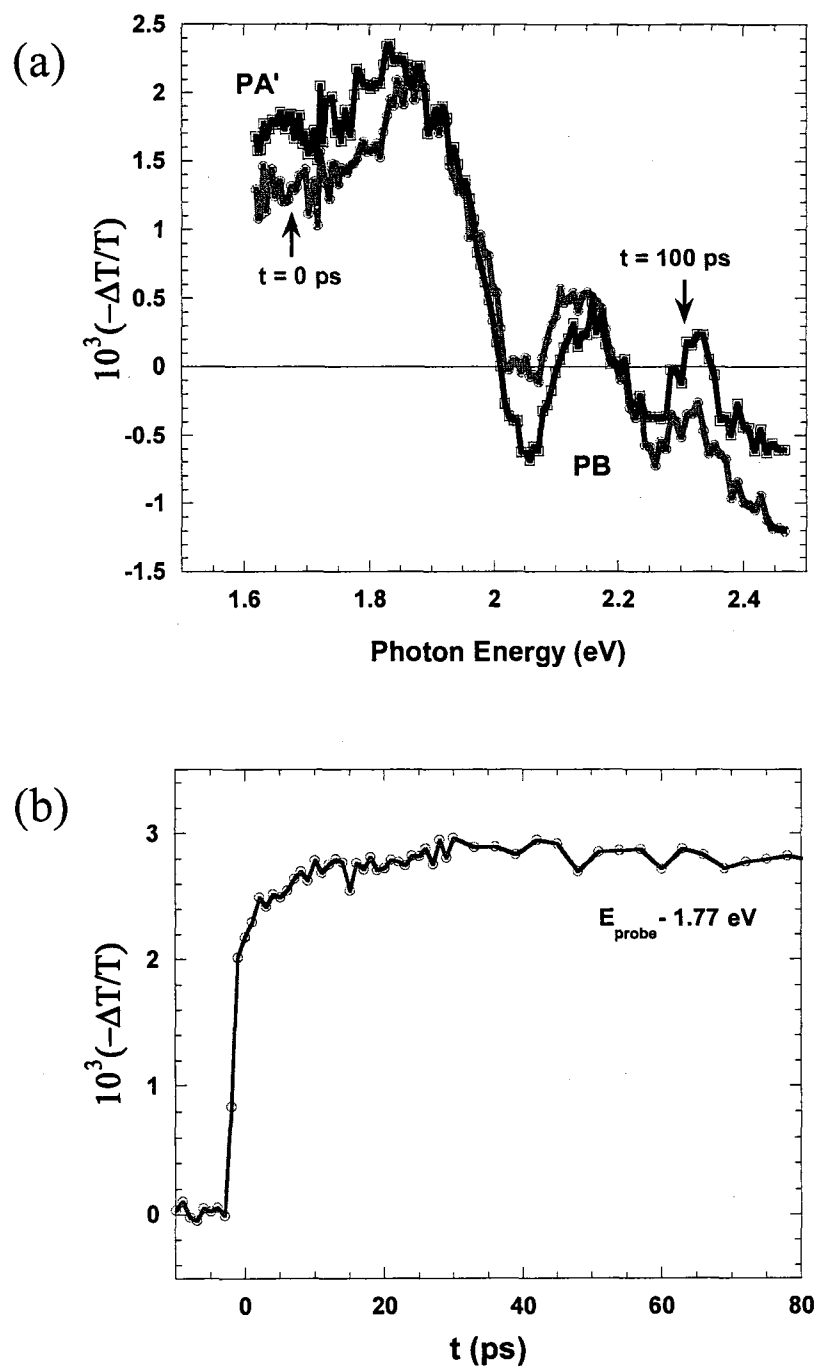 (a)
2.5
2
1.5
1
0.5
0
-0.5
-1
-1.5
10³(−ΔT/T)
PA'
t = 0 ps
t = 100 ps
PB
1.6 1.8 2 2.2 2.4
Photon Energy (eV)
(b)
3
2
1
0
10³(−ΔT/T)
E_probe - 1.77 eV
0 20 40 60 80
t (ps)